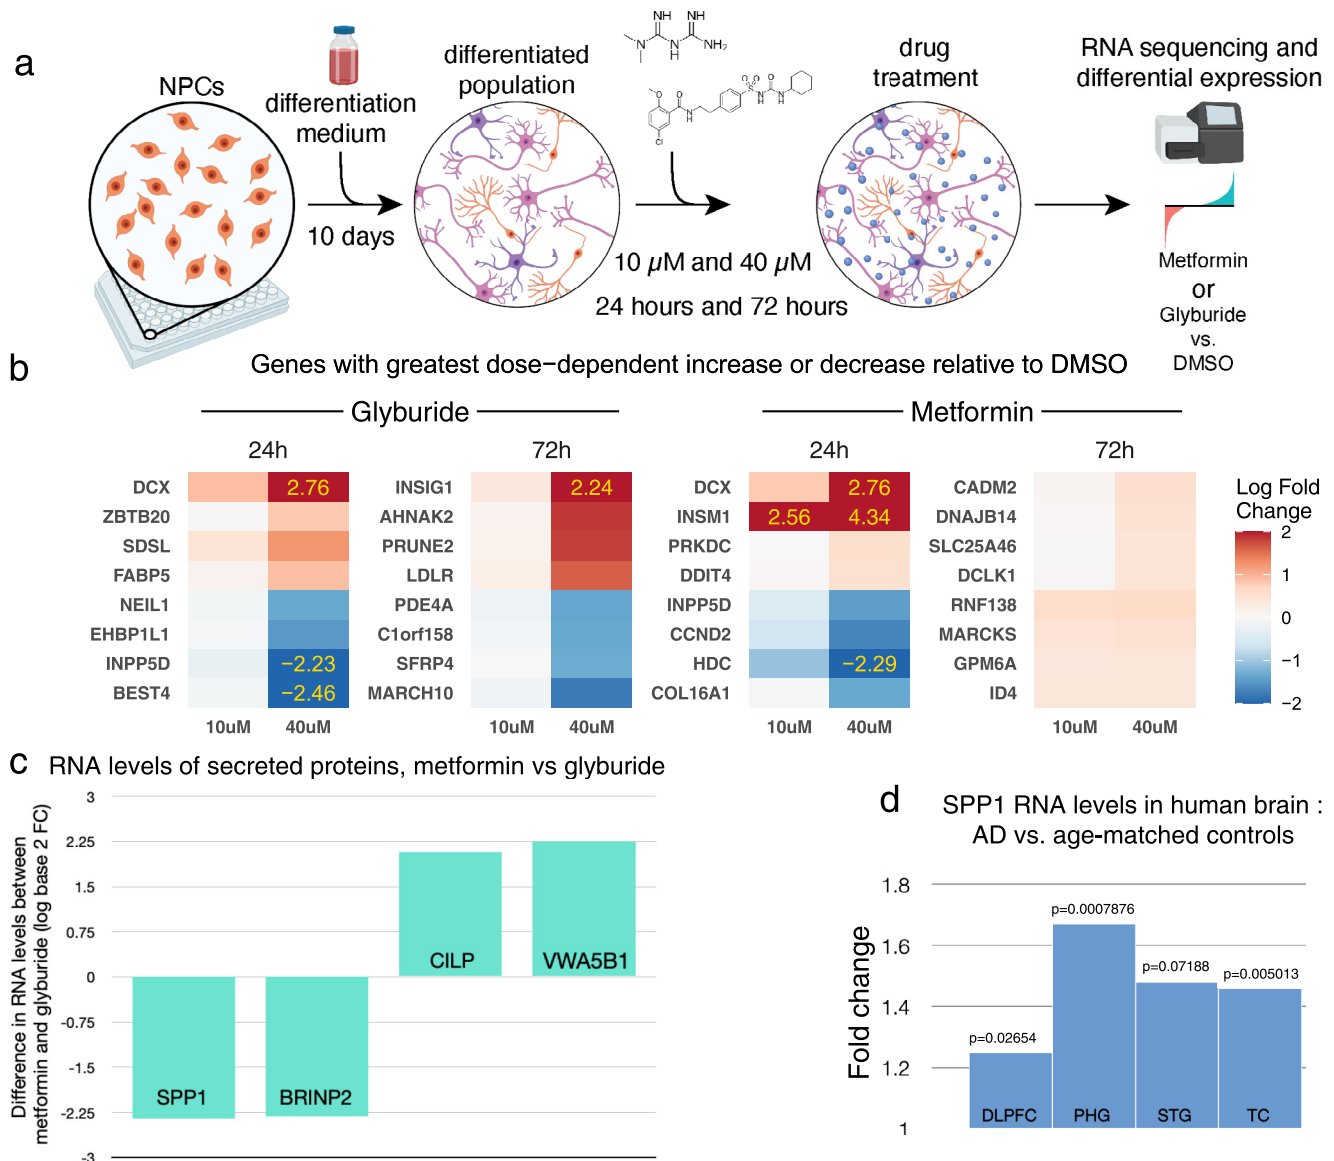 a
NPCs
differentiation
medium
10 days
differentiated
population
NH NH
N N NH₂
H
O
O
N
H
Cl
O O
S
O
N N
H H
10 µM and 40 µM
24 hours and 72 hours
drug
treatment
RNA sequencing and
differential expression
Metformin
or
Glyburide
vs.
DMSO
b
Genes with greatest dose−dependent increase or decrease relative to DMSO
Glyburide
24h
DCX 2.76
ZBTB20
SDSL
FABP5
NEIL1
EHBP1L1
INPP5D −2.23
BEST4 −2.46
10uM 40uM
72h
INSIG1 2.24
AHNAK2
PRUNE2
LDLR
PDE4A
C1orf158
SFRP4
MARCH10
10uM 40uM
Metformin
24h
DCX 2.76
INSM1 2.56 4.34
PRKDC
DDIT4
INPP5D
CCND2
HDC −2.29
COL16A1
10uM 40uM
72h
CADM2
DNAJB14
SLC25A46
DCLK1
RNF138
MARCKS
GPM6A
ID4
10uM 40uM
Log Fold
Change
2
1
0
−1
−2
c RNA levels of secreted proteins, metformin vs glyburide
Difference in RNA levels between
metformin and glyburide (log base 2 FC)
3
2.25
1.5
0.75
0
-0.75
-1.5
-2.25
-3
SPP1
BRINP2
CILP
VWA5B1
d
SPP1 RNA levels in human brain :
AD vs. age-matched controls
Fold change
1.8
1.6
1.4
1.2
1
p=0.02654
p=0.0007876
p=0.07188
p=0.005013
DLPFC
PHG
STG
TC